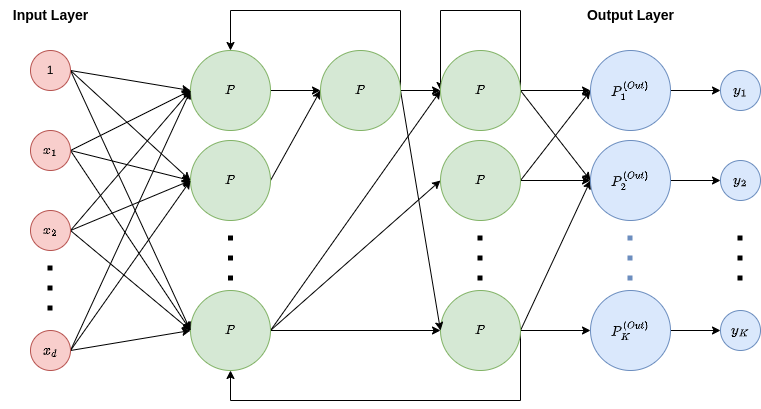 Input Layer
Output Layer
1
P
P
P
P_1^{(Out)}
y_1
x_1
P
P
P_2^{(Out)}
y_2
x_2
x_d
P
P
P_K^{(Out)}
y_K